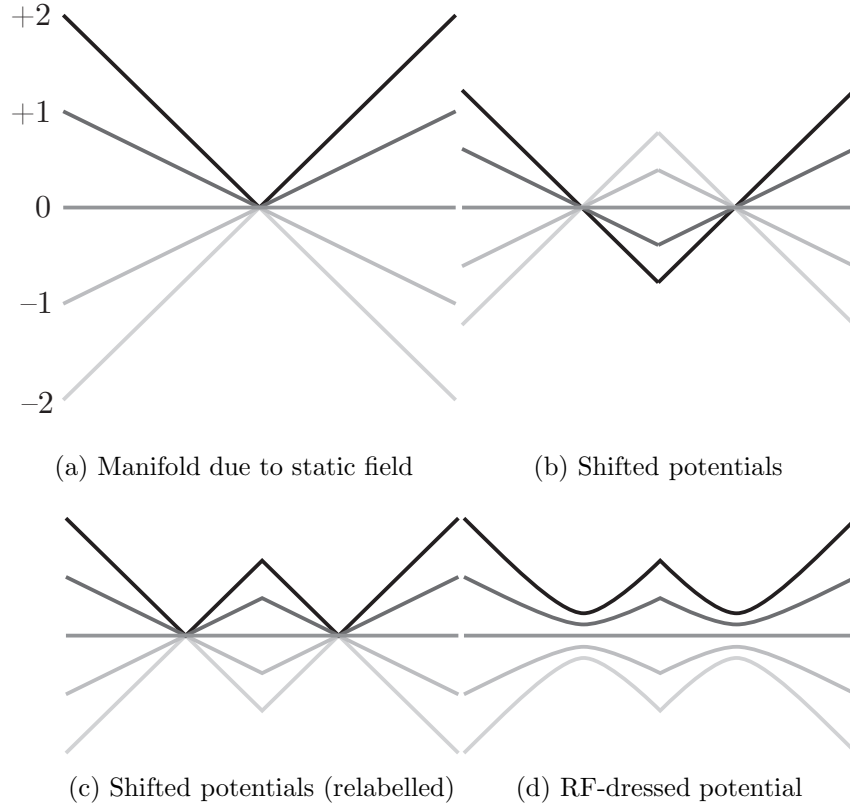 +2
+1
0
–1
–2
(a) Manifold due to static field
(b) Shifted potentials
(c) Shifted potentials (relabelled)
(d) RF-dressed potential